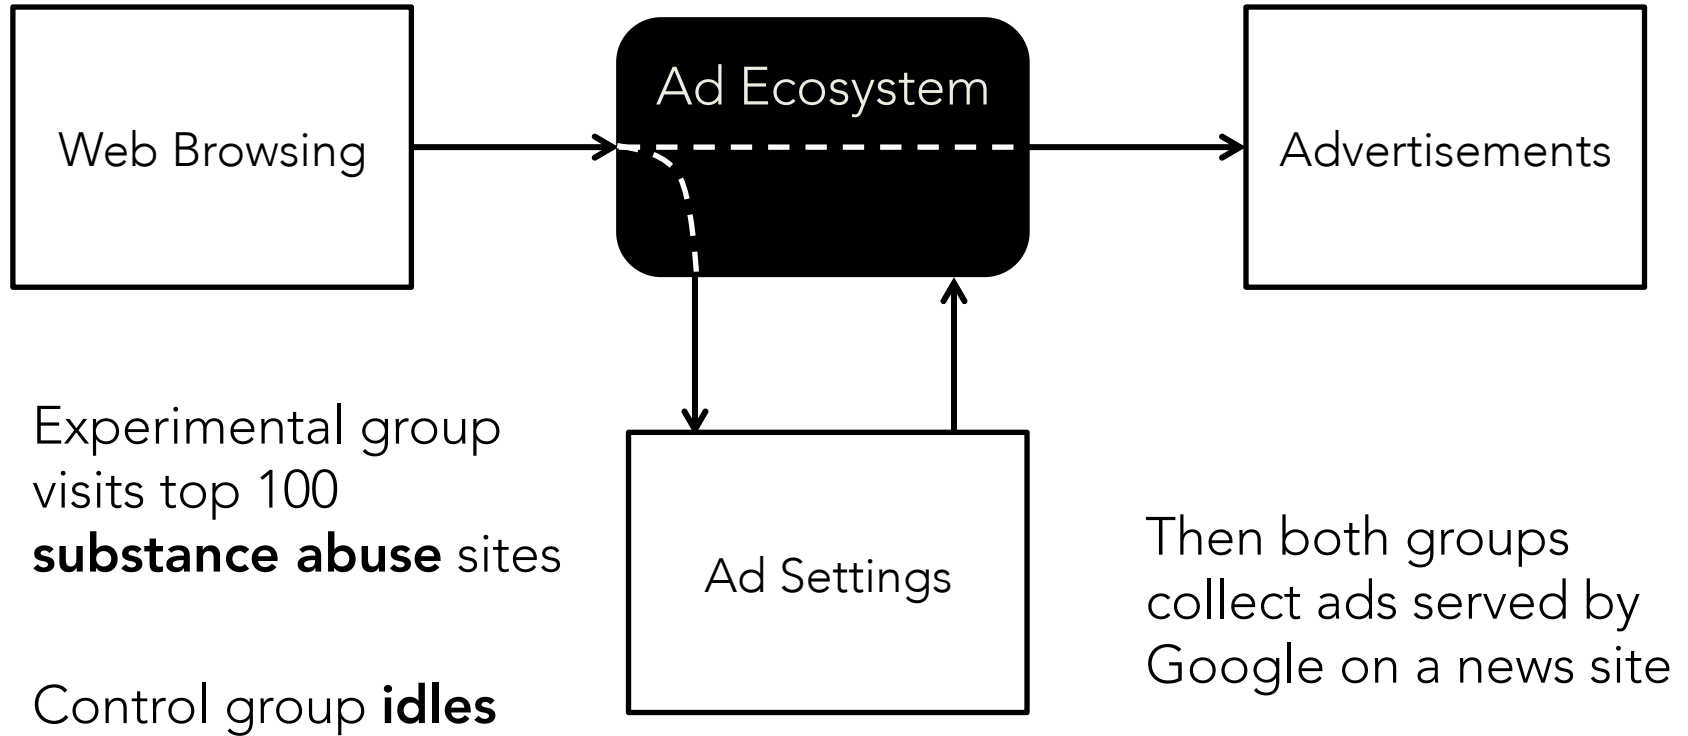 Web Browsing
Ad Ecosystem
Advertisements
Experimental group
visits top 100
substance abuse sites
Control group idles
Ad Settings
Then both groups
collect ads served by
Google on a news site